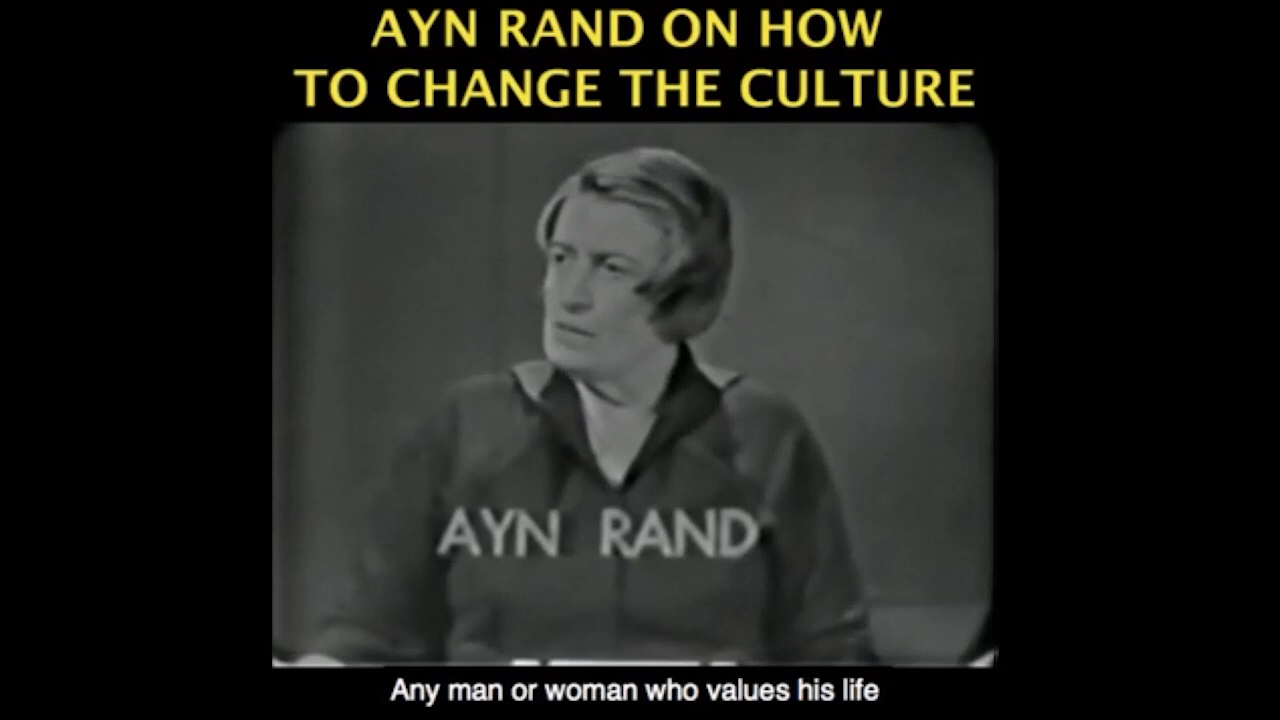 AYN RAND ON HOW
TO CHANGE THE CULTURE
AYN RAND
Any man or woman who values his life